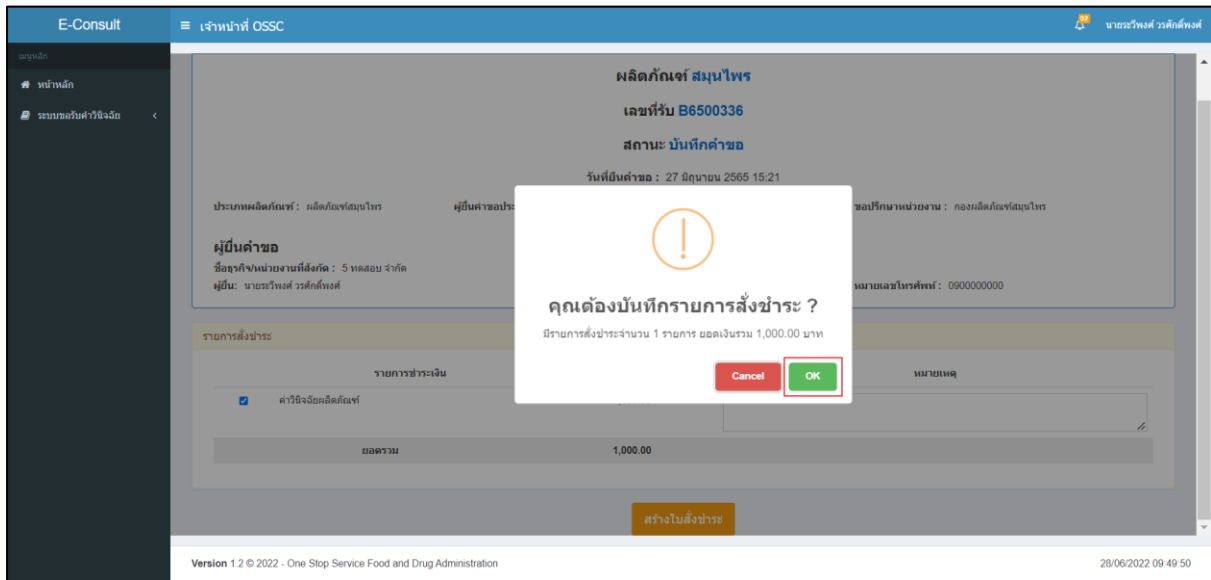 E-Consult
เจ้าหน้าที่ OSSC
92
นายระวีพงศ์ วรศักดิ์พงศ์
เมนูหลัก
หน้าหลัก
ระบบขอรับคำวินิจฉัย
ผลิตภัณฑ์ สมุนไพร
เลขที่รับ B6500336
สถานะ บันทึกคำขอ
วันที่ยื่นคำขอ : 27 มิถุนายน 2565 15:21
ประเภทผลิตภัณฑ์ : ผลิตภัณฑ์สมุนไพร ผู้ยื่นคำขอประ ขอปรึกษาหน่วยงาน : กองผลิตภัณฑ์สมุนไพร
ผู้ยื่นคำขอ
ชื่อธุรกิจ/หน่วยงานที่สังกัด : 5 ทดสอบ จำกัด
ผู้ยื่น: นายระวีพงศ์ วรศักดิ์พงศ์ หมายเลขโทรศัพท์ : 0900000000
คุณต้องบันทึกรายการสั่งชำระ ?
มีรายการสั่งชำระจำนวน 1 รายการ ยอดเงินรวม 1,000.00 บาท
Cancel OK
รายการสั่งชำระ
รายการชำระเงิน หมายเหตุ
ค่าวินิจฉัยผลิตภัณฑ์
ยอดรวม 1,000.00
สร้างใบสั่งชำระ
Version 1.2 © 2022 - One Stop Service Food and Drug Administration 28/06/2022 09:49:50